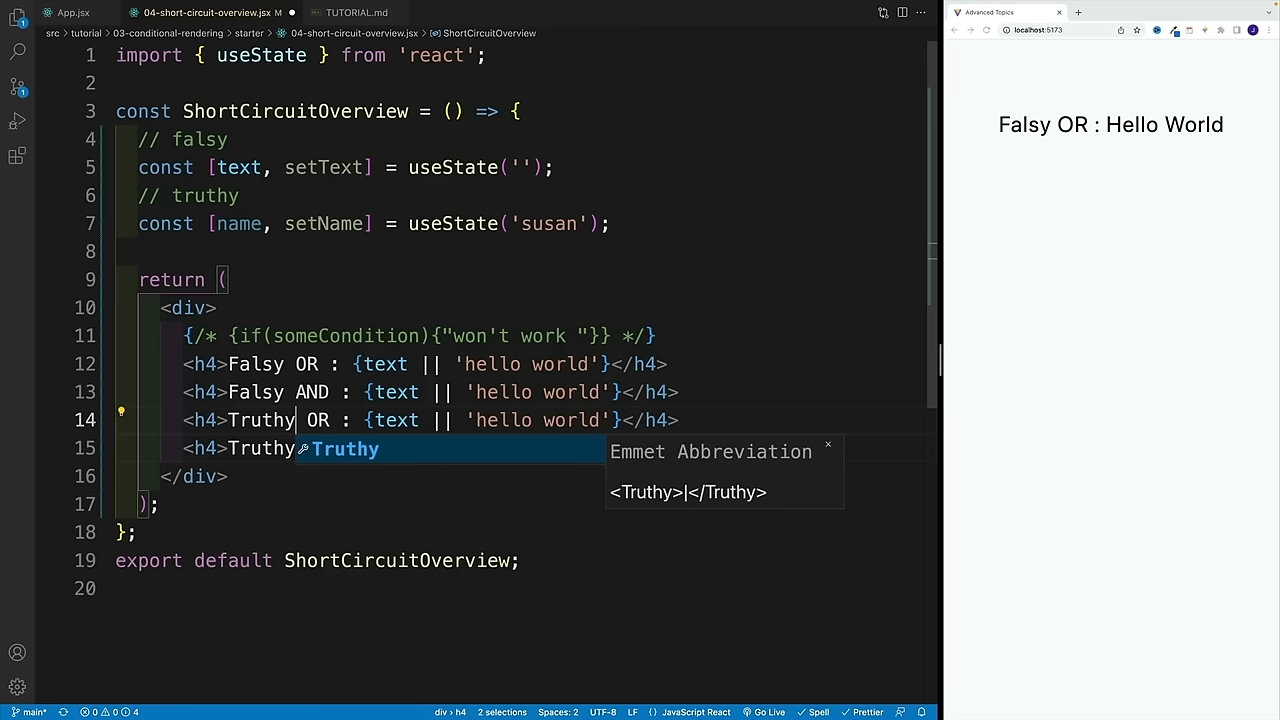 App.jsx
04-short-circuit-overview.jsx M
TUTORIAL.md
src › tutorial › 03-conditional-rendering › starter › 04-short-circuit-overview.jsx › ShortCircuitOverview
1 import { useState } from 'react';
2
3 const ShortCircuitOverview = () => {
4 // falsy
5 const [text, setText] = useState('');
6 // truthy
7 const [name, setName] = useState('susan');
8
9 return (
10 <div>
11 {/* {if(someCondition){"won't work "}} */}
12 <h4>Falsy OR : {text || 'hello world'}</h4>
13 <h4>Falsy AND : {text || 'hello world'}</h4>
14 <h4>Truthy OR : {text || 'hello world'}</h4>
15 <h4>Truthy
Truthy
Emmet Abbreviation
×
<Truthy>|</Truthy>
16 </div>
17 );
18 };
19 export default ShortCircuitOverview;
20
1
1
main*
0 0 4
div › h4
2 selections
Spaces: 2
UTF-8
LF
{ } JavaScript React
Go Live
Spell
Prettier
Advanced Topics
localhost:5173
J
Falsy OR : Hello World